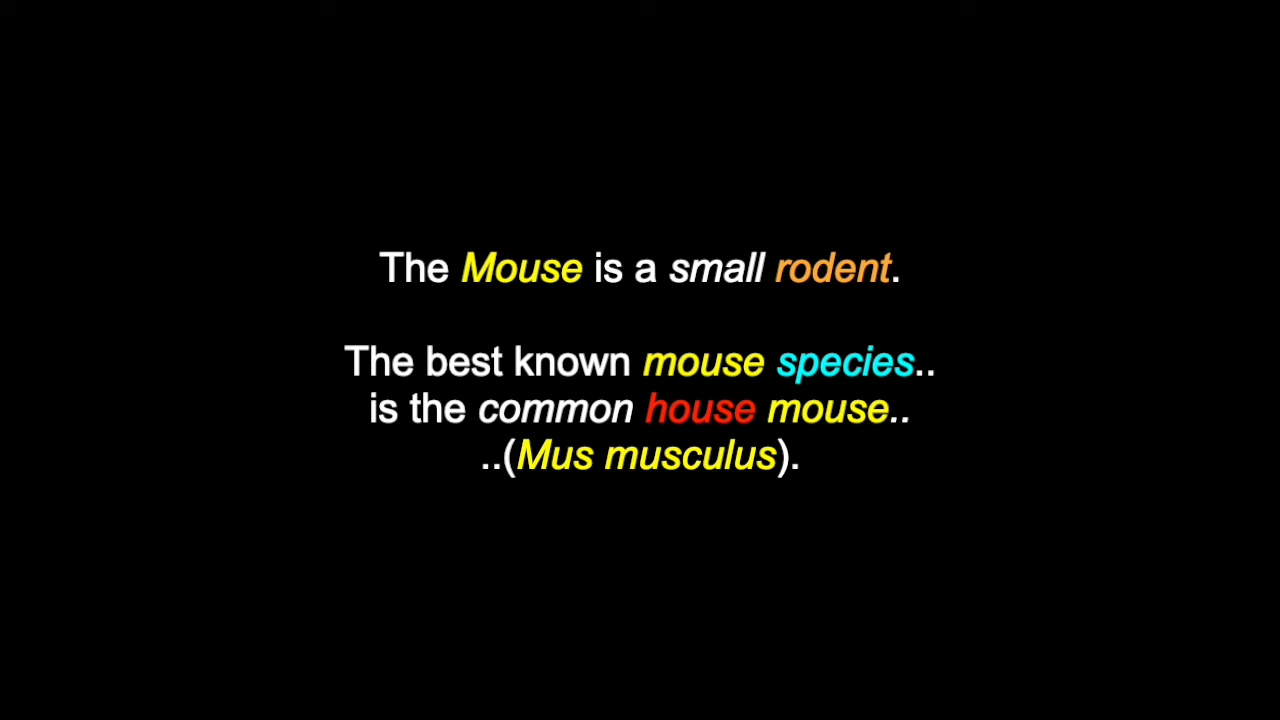 The Mouse is a small rodent.
The best known mouse species..
is the common house mouse..
..(Mus musculus).